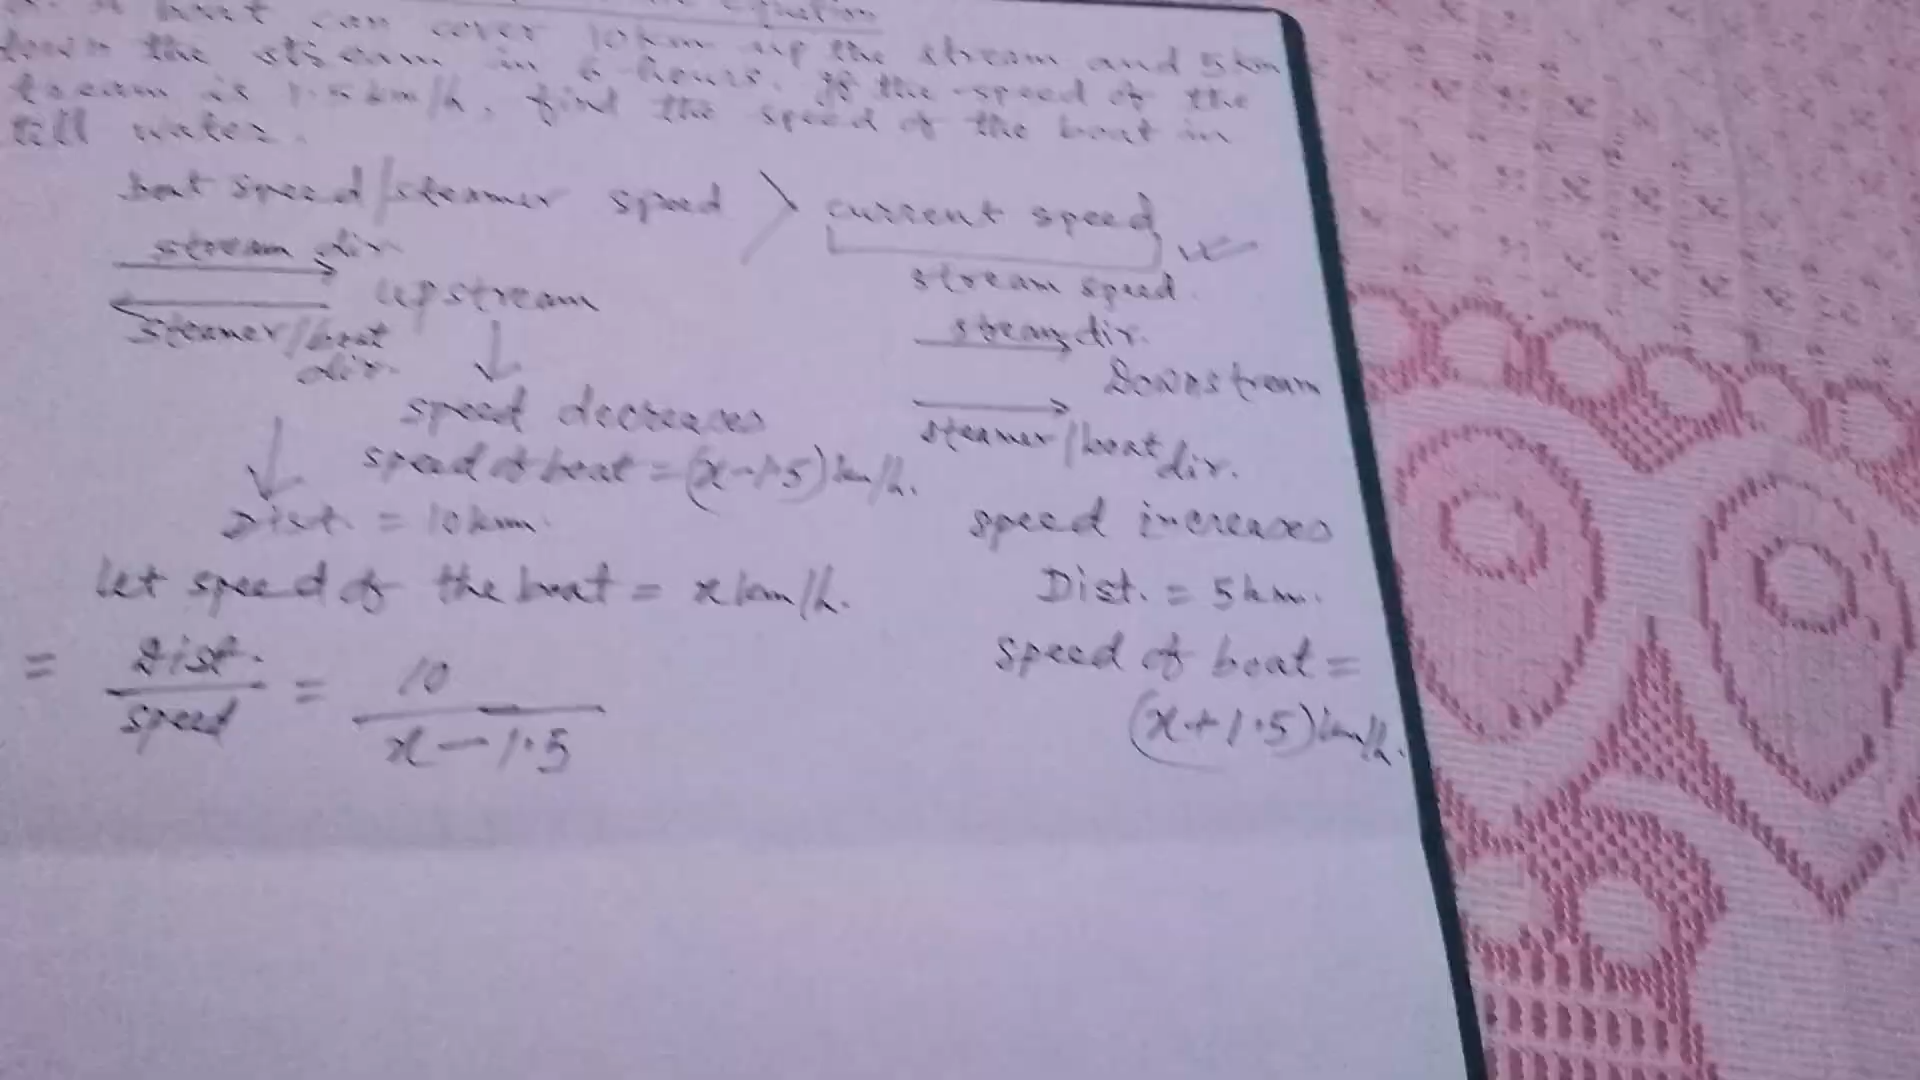 equation
boat can cover 10 km up the stream and 5 km
down the stream in 6 hours. If the speed of the
tream is 1.5 km/h, find the speed of the boat in
till water.
boat speed/steamer speed > current speed
stream dir.
upstream
steamer/boat
dir.
stream speed
steam dir.
Downstream
steamer/boat dir.
speed decreases
speed of boat = (x-1.5) km/h.
Dist. = 10 km.
speed increases
Dist. = 5 km.
let speed of the boat = x km/h.
speed of boat =
(x+1.5) km/h.
= Dist. / speed = 10 / x-1.5